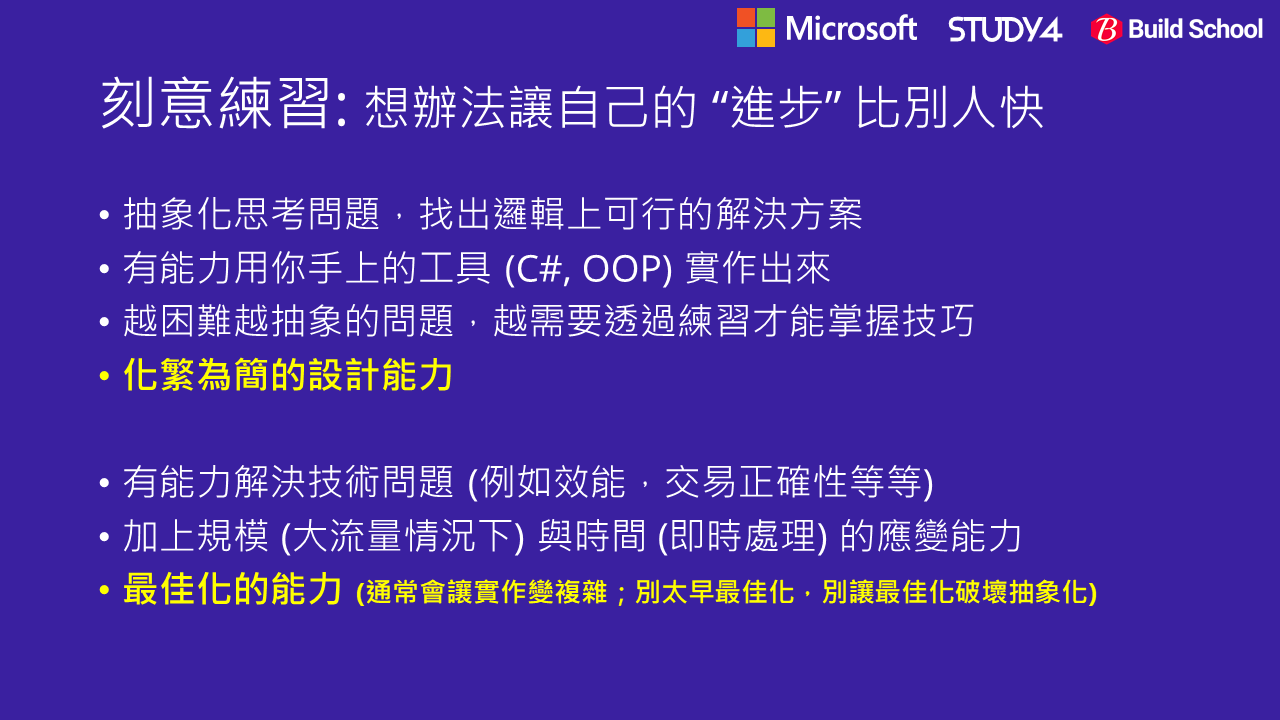 Microsoft STUDY4 Build School
刻意練習: 想辦法讓自己的 “進步” 比別人快
• 抽象化思考問題，找出邏輯上可行的解決方案
• 有能力用你手上的工具 (C#, OOP) 實作出來
• 越困難越抽象的問題，越需要透過練習才能掌握技巧
• 化繁為簡的設計能力
• 有能力解決技術問題 (例如效能，交易正確性等等)
• 加上規模 (大流量情況下) 與時間 (即時處理) 的應變能力
• 最佳化的能力 (通常會讓實作變複雜；別太早最佳化，別讓最佳化破壞抽象化)